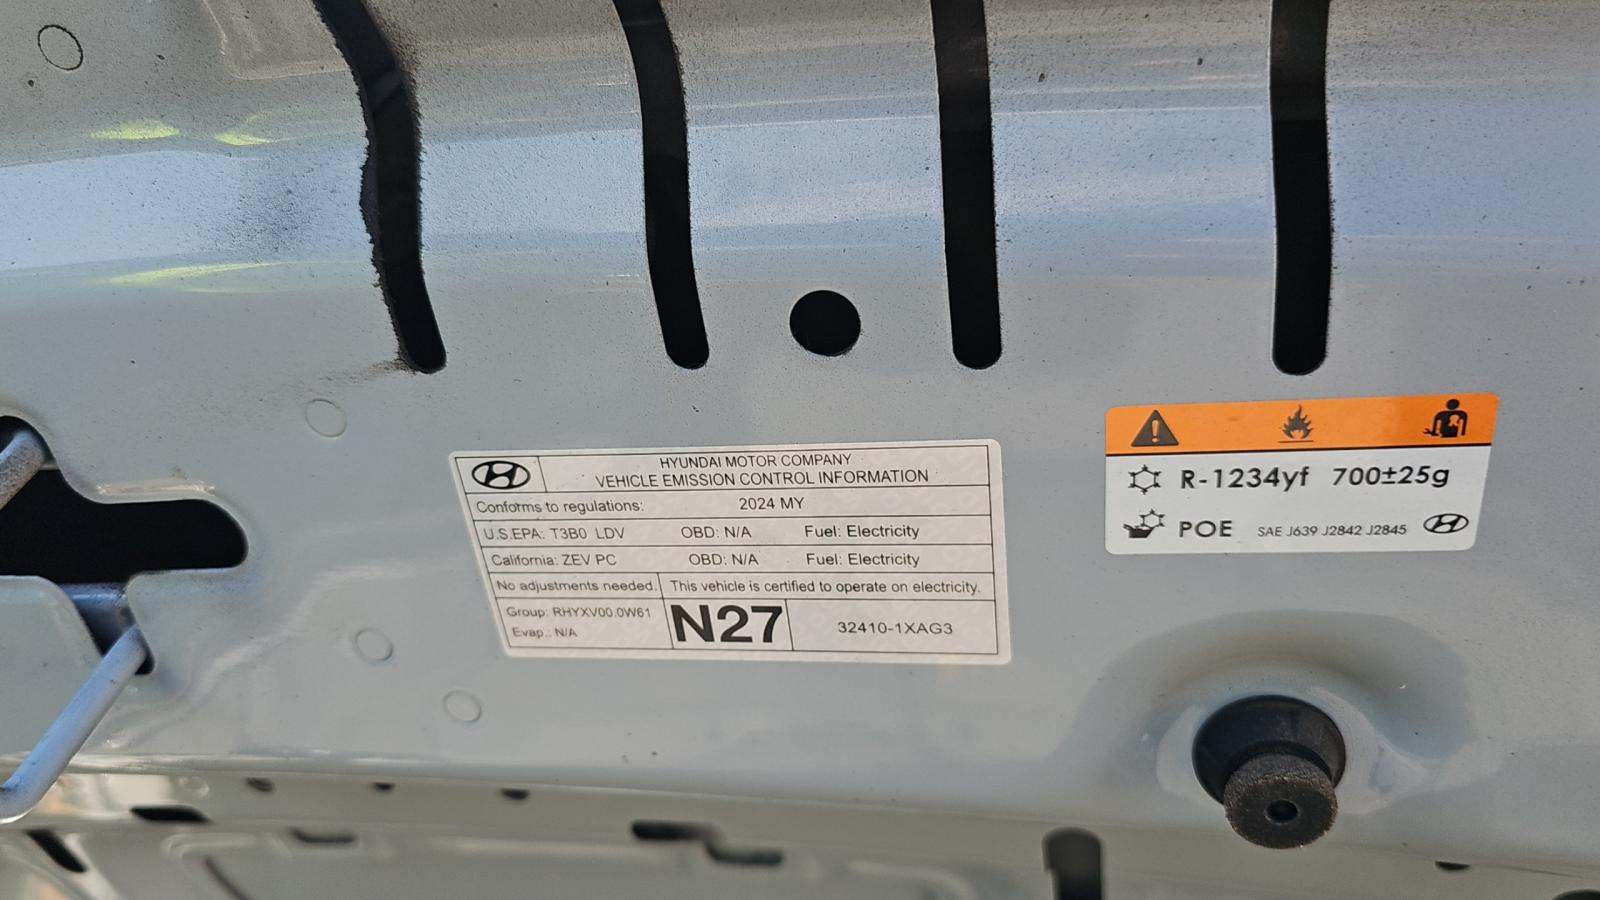 HYUNDAI MOTOR COMPANY
VEHICLE EMISSION CONTROL INFORMATION
Conforms to regulations: 2024 MY
U.S.EPA: T3B0 LDV OBD: N/A Fuel: Electricity
California: ZEV PC OBD: N/A Fuel: Electricity
No adjustments needed. This vehicle is certified to operate on electricity.
Group: RHYXV00.0W61
Evap.: N/A
N27
32410-1XAG3
R-1234yf 700±25g
POE SAE J639 J2842 J2845